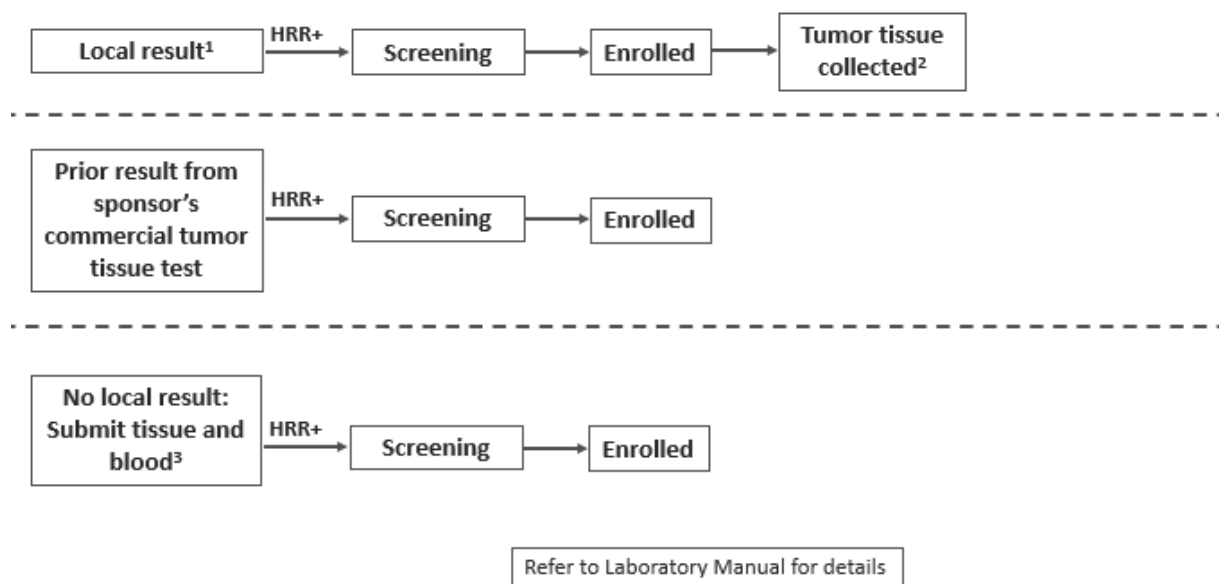 Local result¹
HRR+
Screening
Enrolled
Tumor tissue
collected²
Prior result from
sponsor's
commercial tumor
tissue test
HRR+
Screening
Enrolled
No local result:
Submit tissue and
blood³
HRR+
Screening
Enrolled
Refer to Laboratory Manual for details